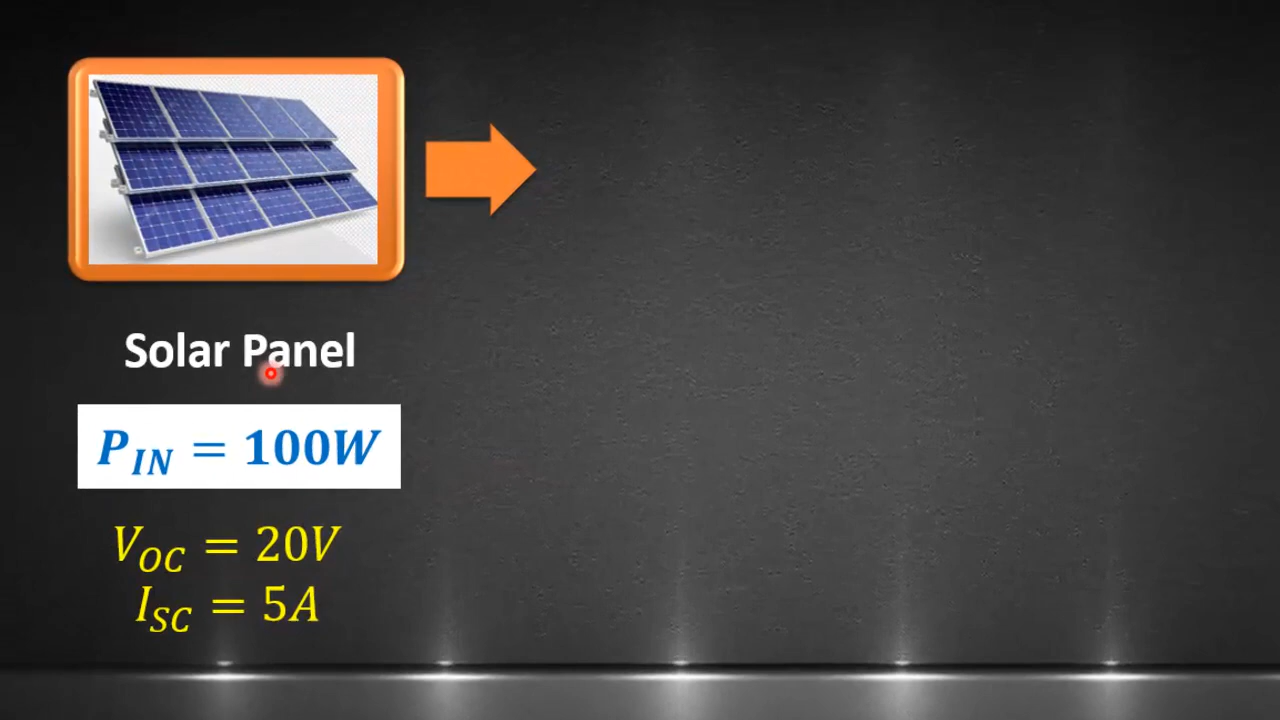 Solar Panel
P_IN = 100W
V_OC = 20V
I_SC = 5A